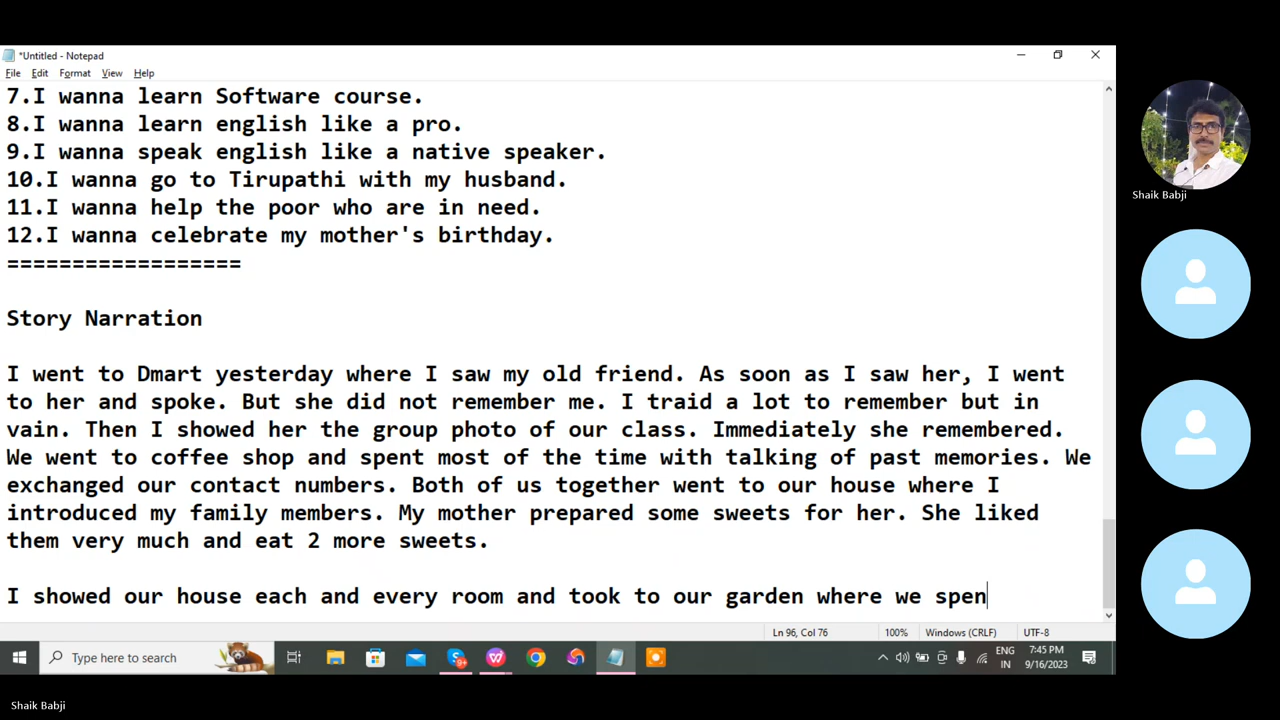 *Untitled - Notepad
File Edit Format View Help
7.I wanna learn Software course.
8.I wanna learn english like a pro.
9.I wanna speak english like a native speaker.
10.I wanna go to Tirupathi with my husband.
11.I wanna help the poor who are in need.
12.I wanna celebrate my mother's birthday.
==================
Story Narration
I went to Dmart yesterday where I saw my old friend. As soon as I saw her, I went
to her and spoke. But she did not remember me. I traid a lot to remember but in
vain. Then I showed her the group photo of our class. Immediately she remembered.
We went to coffee shop and spent most of the time with talking of past memories. We
exchanged our contact numbers. Both of us together went to our house where I
introduced my family members. My mother prepared some sweets for her. She liked
them very much and eat 2 more sweets.
I showed our house each and every room and took to our garden where we spen
Ln 96, Col 76 100% Windows (CRLF) UTF-8
Type here to search
ENG
IN
7:45 PM
9/16/2023
Shaik Babji
Shaik Babji